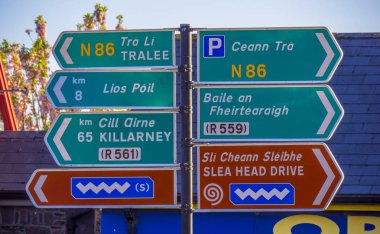 N86 Trá Lí
TRALEE
km
8 Lios Póil
km Cill Airne
65 KILLARNEY
(R561)
(S)
P Ceann Trá
N86
Baile an
Fheirtéaraigh
(R559)
Slí Cheann Sléibhe
SLEA HEAD DRIVE